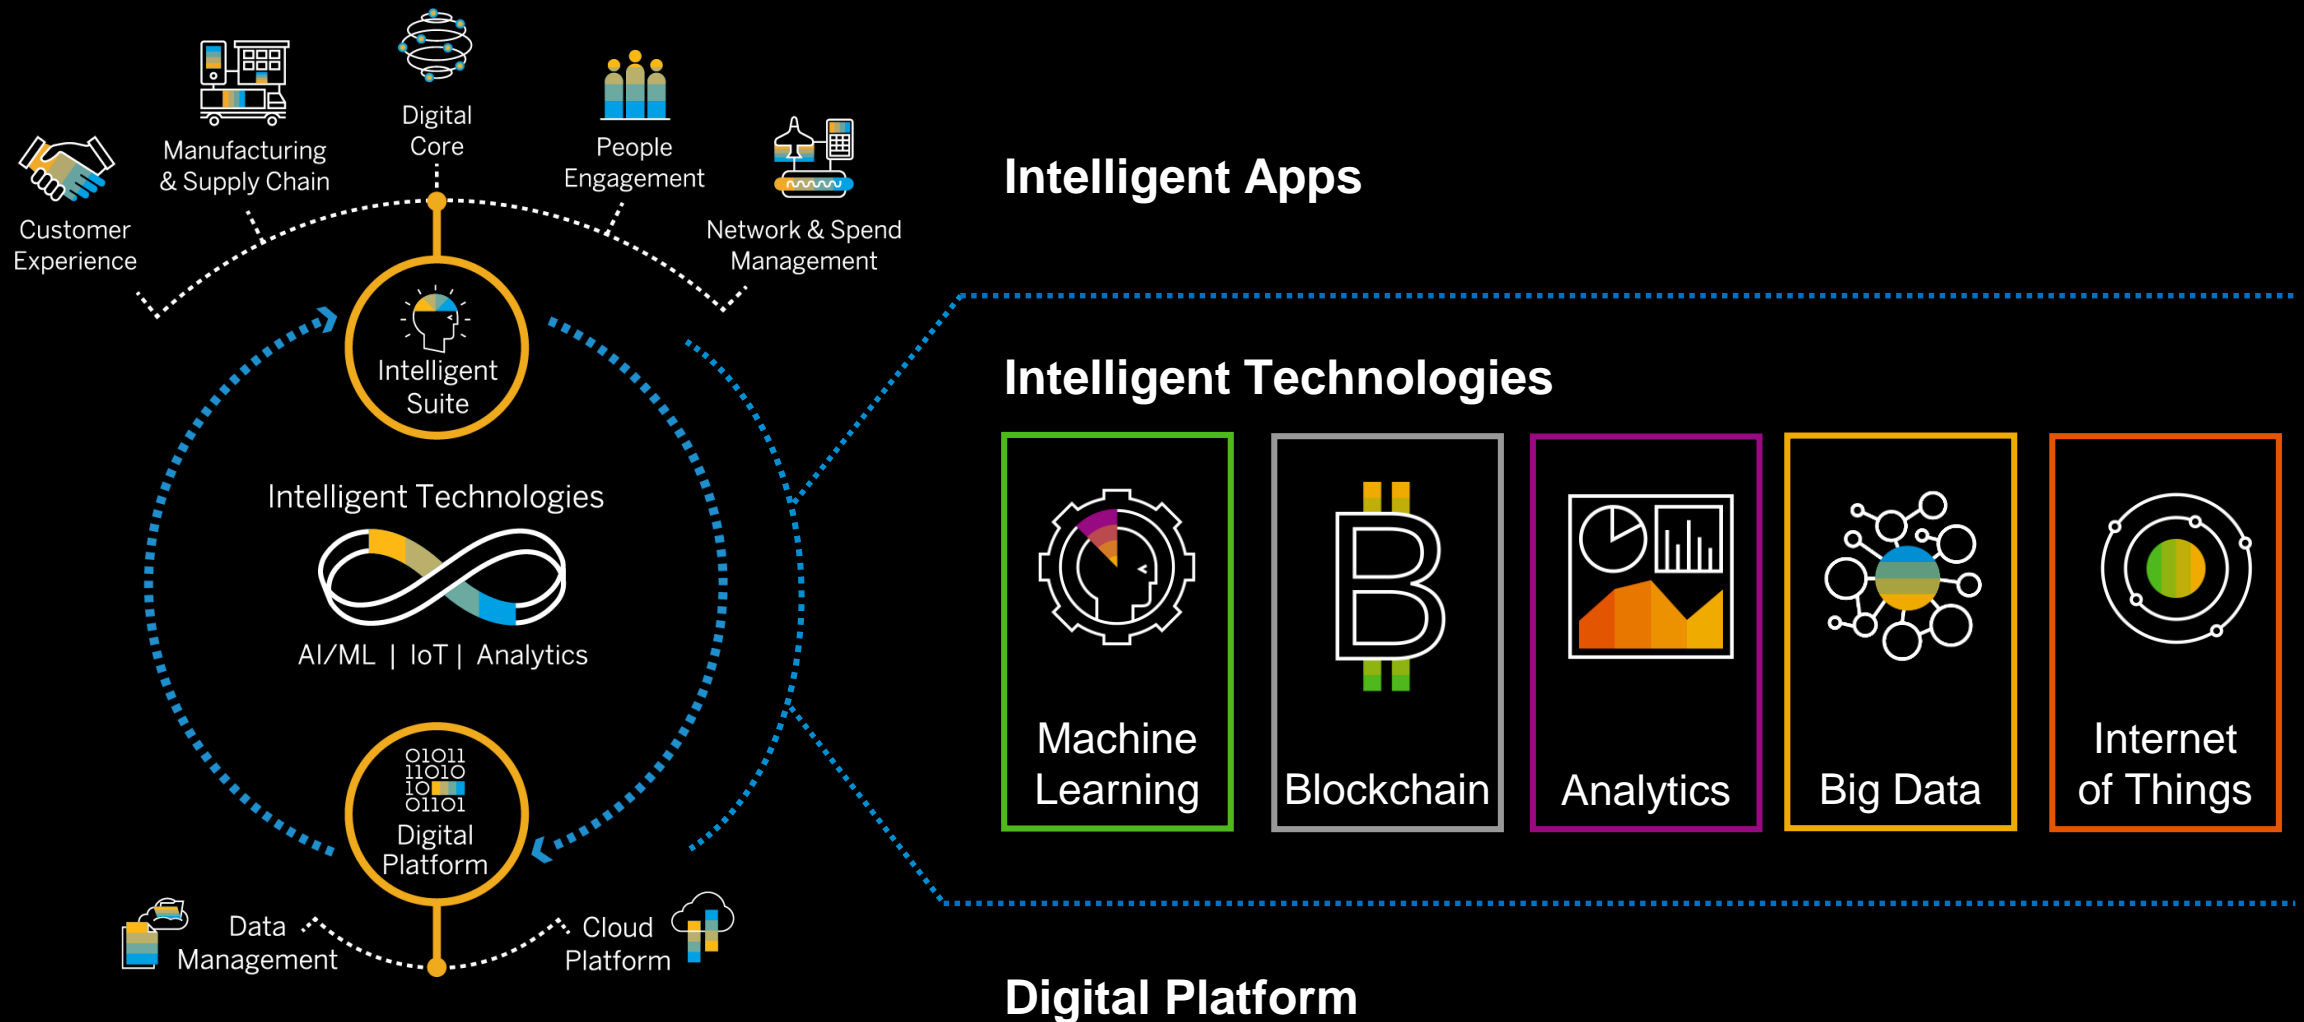 Digital
Core
Manufacturing
& Supply Chain
People
Engagement
Customer
Experience
Network & Spend
Management
Intelligent
Suite
Intelligent Technologies
AI/ML | IoT | Analytics
01011
11010
10
01101
Digital
Platform
Data
Management
Cloud
Platform
Intelligent Apps
Intelligent Technologies
Machine
Learning
Blockchain
Analytics
Big Data
Internet
of Things
Digital Platform